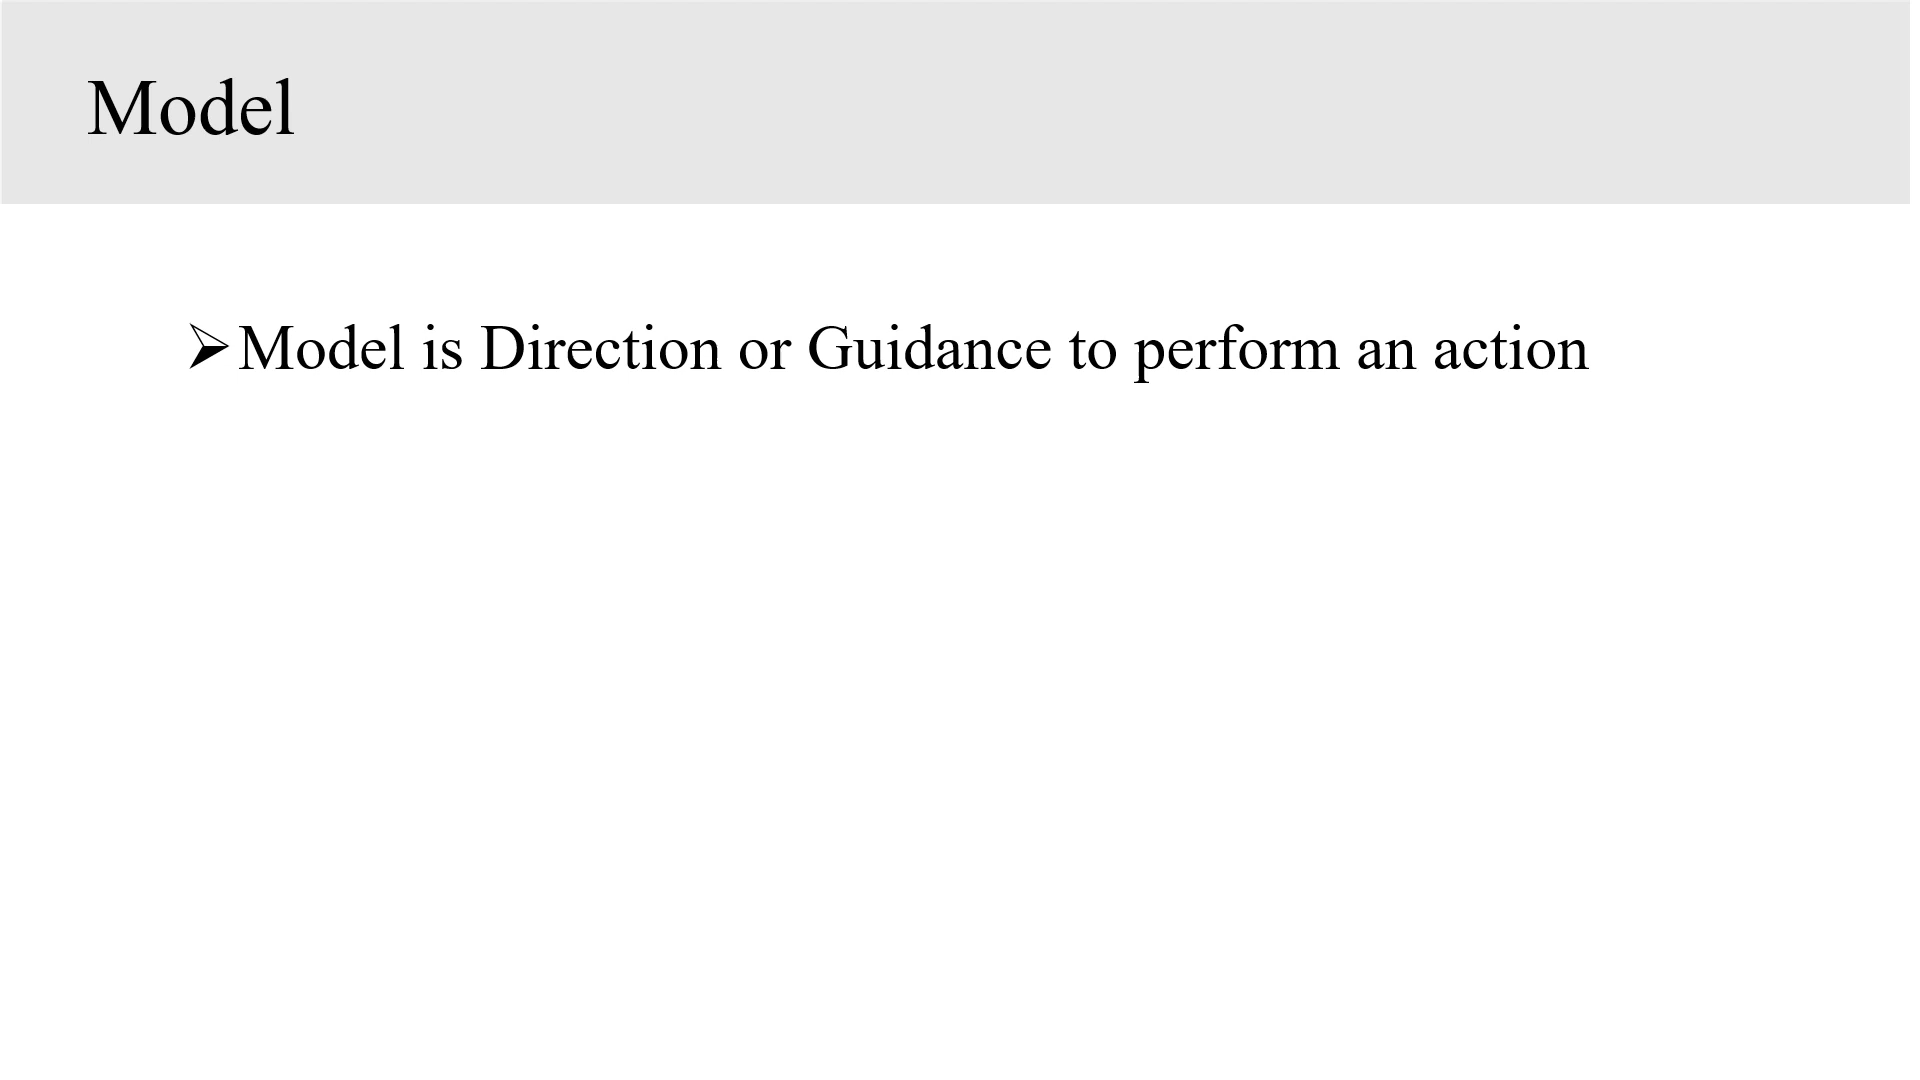 Model
➢Model is Direction or Guidance to perform an action